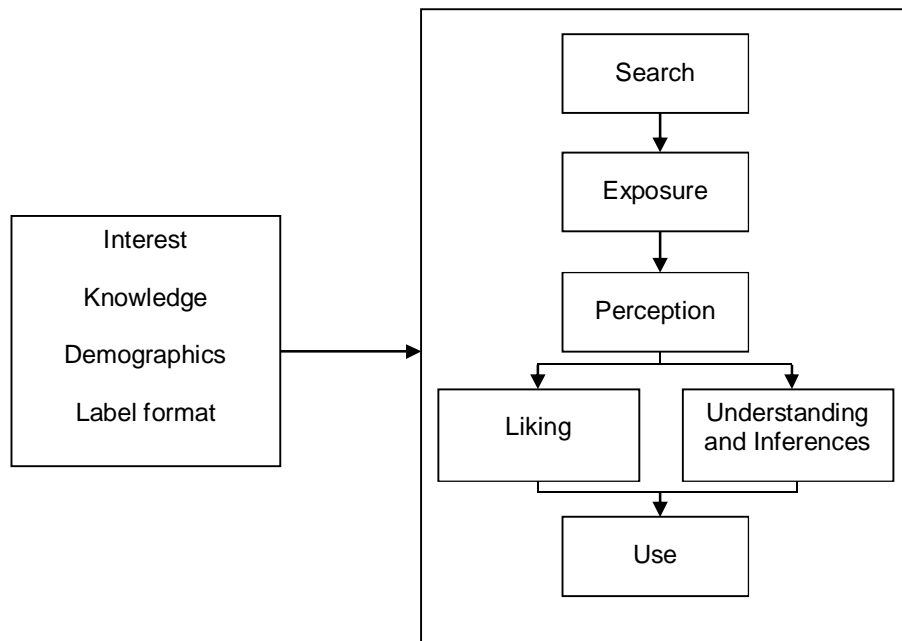 Search
Exposure
Interest
Knowledge
Demographics
Label format
Perception
Liking
Understanding
and Inferences
Use